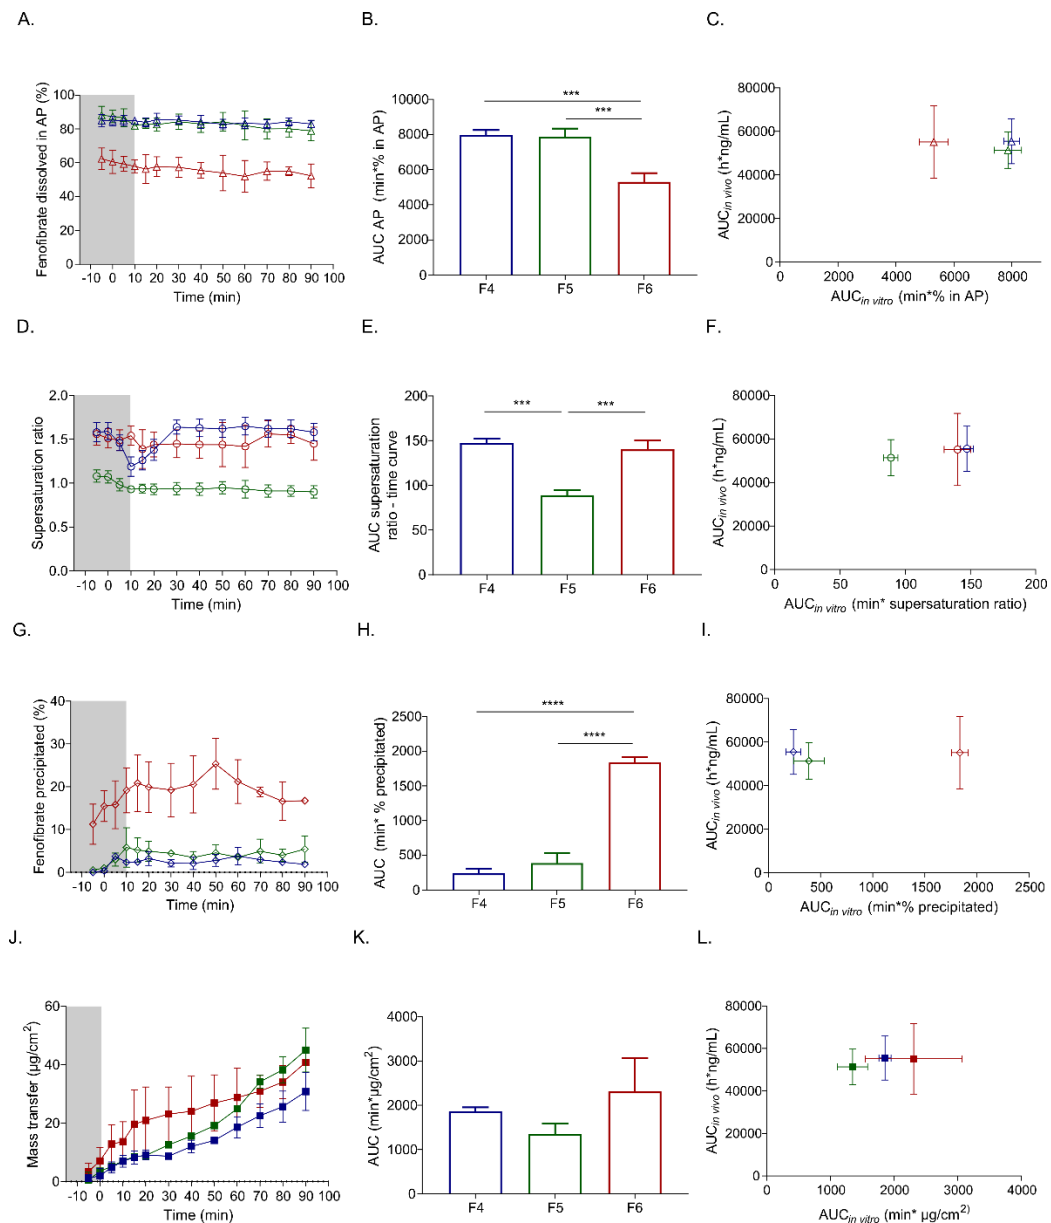 A.
B.
C.
Fenofibrate dissolved in AP (%)
100
80
60
40
20
0
-10 0 10 20 30 40 50 60 70 80 90 100
Time (min)
AUC AP (min*% in AP)
10000
8000
6000
4000
2000
0
***
***
F4 F5 F6
AUCin vivo (h*ng/mL)
80000
60000
40000
20000
0
0 2000 4000 6000 8000
AUCin vitro (min*% in AP)
D.
E.
F.
Supersaturation ratio
2.0
1.5
1.0
0.5
0.0
-10 0 10 20 30 40 50 60 70 80 90 100
Time (min)
AUC supersaturation
ratio - time curve
200
150
100
50
0
*** ***
F4 F5 F6
AUCin vivo (h*ng/mL)
80000
60000
40000
20000
0
0 50 100 150 200
AUCin vitro (min* supersaturation ratio)
G.
H.
I.
Fenofibrate precipitated (%)
40
30
20
10
0
-10 0 10 20 30 40 50 60 70 80 90 100
Time (min)
AUC (min* % precipitated)
2500
2000
1500
1000
500
0
****
****
F4 F5 F6
AUCin vivo (h*ng/mL)
80000
60000
40000
20000
0
0 500 1000 1500 2000 2500
AUCin vitro (min*% precipitated)
J.
K.
L.
Mass transfer (µg/cm²)
60
40
20
0
-10 0 10 20 30 40 50 60 70 80 90 100
Time (min)
AUC (min*µg/cm²)
4000
3000
2000
1000
0
F4 F5 F6
AUCin vivo (h*ng/mL)
80000
60000
40000
20000
0
0 1000 2000 3000 4000
AUCin vitro (min* µg/cm²)